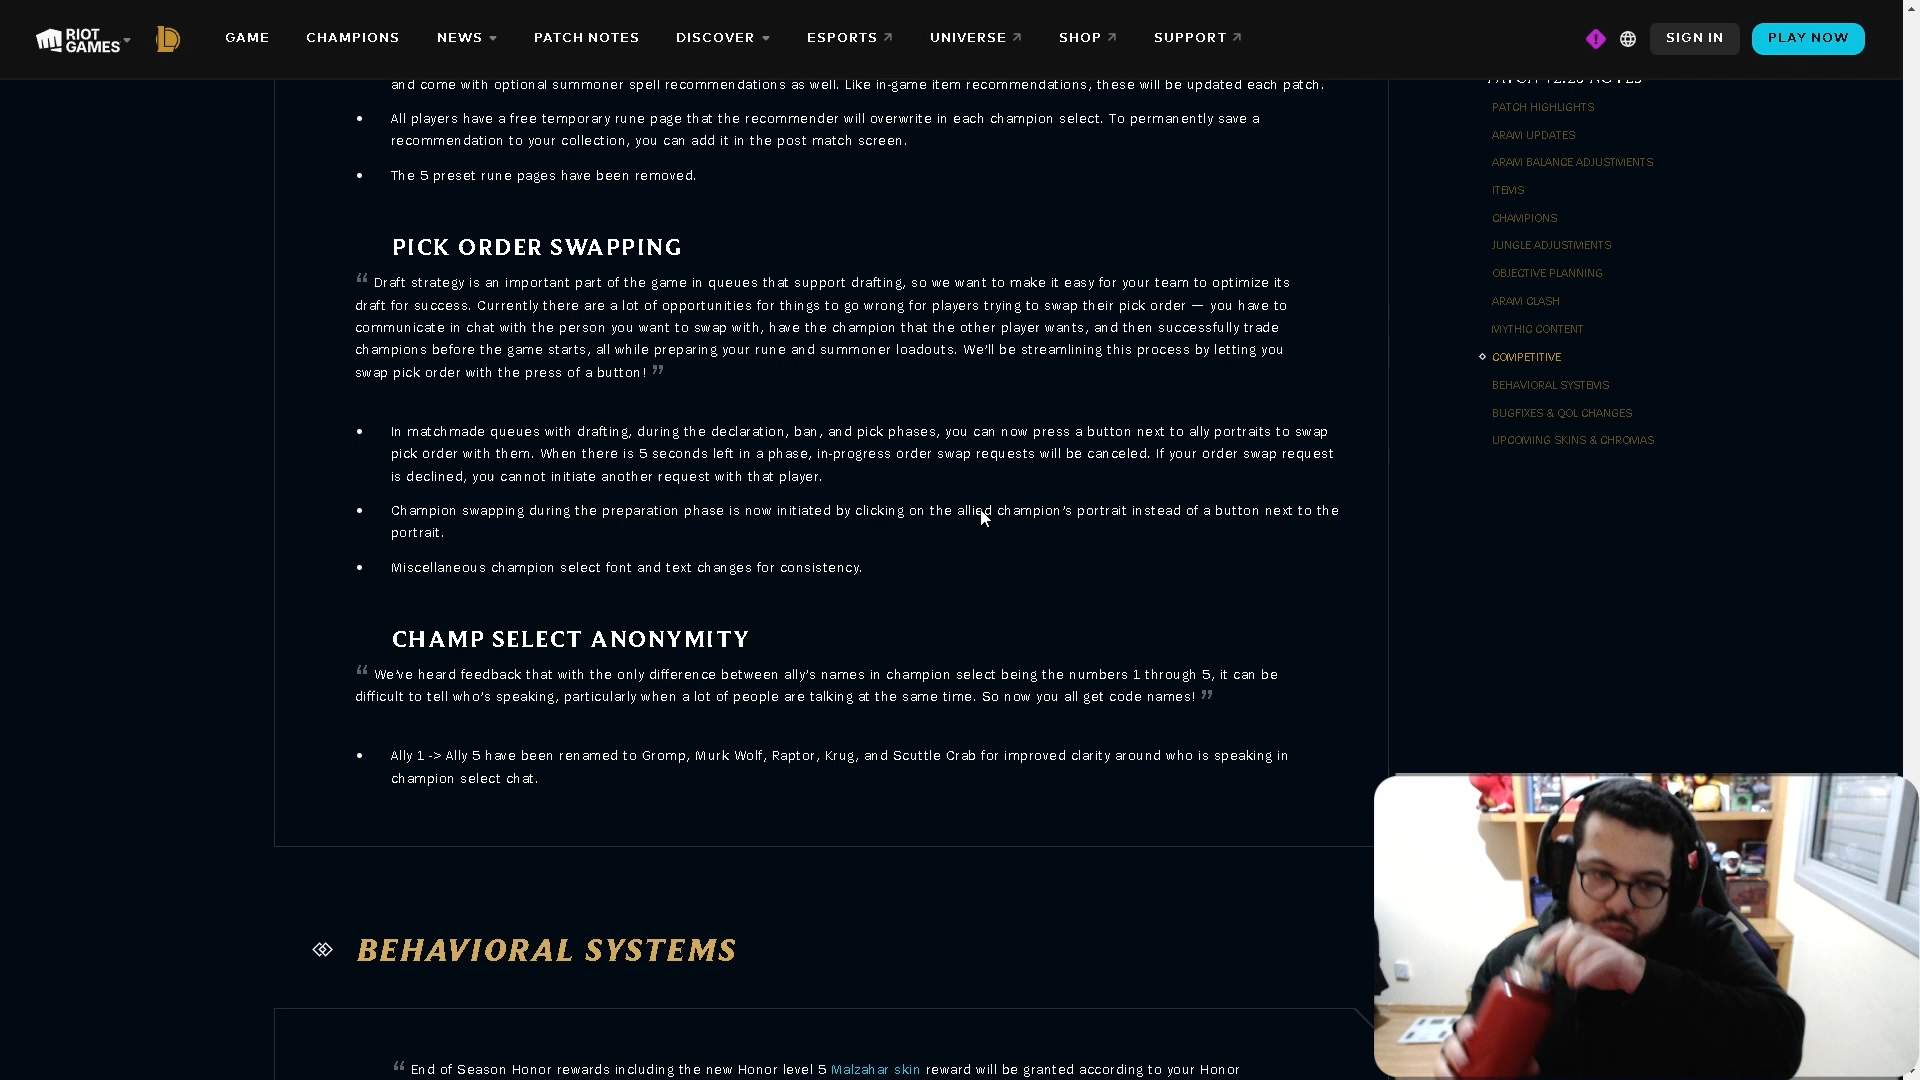 RIOT GAMES
GAME
CHAMPIONS
NEWS
PATCH NOTES
DISCOVER
ESPORTS
UNIVERSE
SHOP
SUPPORT
SIGN IN
PLAY NOW
and come with optional summoner spell recommendations as well. Like in-game item recommendations, these will be updated each patch.
All players have a free temporary rune page that the recommender will overwrite in each champion select. To permanently save a
recommendation to your collection, you can add it in the post match screen.
The 5 preset rune pages have been removed.
PICK ORDER SWAPPING
“ Draft strategy is an important part of the game in queues that support drafting, so we want to make it easy for your team to optimize its
draft for success. Currently there are a lot of opportunities for things to go wrong for players trying to swap their pick order — you have to
communicate in chat with the person you want to swap with, have the champion that the other player wants, and then successfully trade
champions before the game starts, all while preparing your rune and summoner loadouts. We’ll be streamlining this process by letting you
swap pick order with the press of a button! ”
In matchmade queues with drafting, during the declaration, ban, and pick phases, you can now press a button next to ally portraits to swap
pick order with them. When there is 5 seconds left in a phase, in-progress order swap requests will be canceled. If your order swap request
is declined, you cannot initiate another request with that player.
Champion swapping during the preparation phase is now initiated by clicking on the allied champion’s portrait instead of a button next to the
portrait.
Miscellaneous champion select font and text changes for consistency.
CHAMP SELECT ANONYMITY
“ We’ve heard feedback that with the only difference between ally’s names in champion select being the numbers 1 through 5, it can be
difficult to tell who’s speaking, particularly when a lot of people are talking at the same time. So now you all get code names! ”
Ally 1 -> Ally 5 have been renamed to Gromp, Murk Wolf, Raptor, Krug, and Scuttle Crab for improved clarity around who is speaking in
champion select chat.
BEHAVIORAL SYSTEMS
“ End of Season Honor rewards including the new Honor level 5 Malzahar skin reward will be granted according to your Honor
PATCH 12.23 NOTES
PATCH HIGHLIGHTS
ARAM UPDATES
ARAM BALANCE ADJUSTMENTS
ITEMS
CHAMPIONS
JUNGLE ADJUSTMENTS
OBJECTIVE PLANNING
ARAM CLASH
MYTHIC CONTENT
COMPETITIVE
BEHAVIORAL SYSTEMS
BUGFIXES & QOL CHANGES
UPCOMING SKINS & CHROMAS